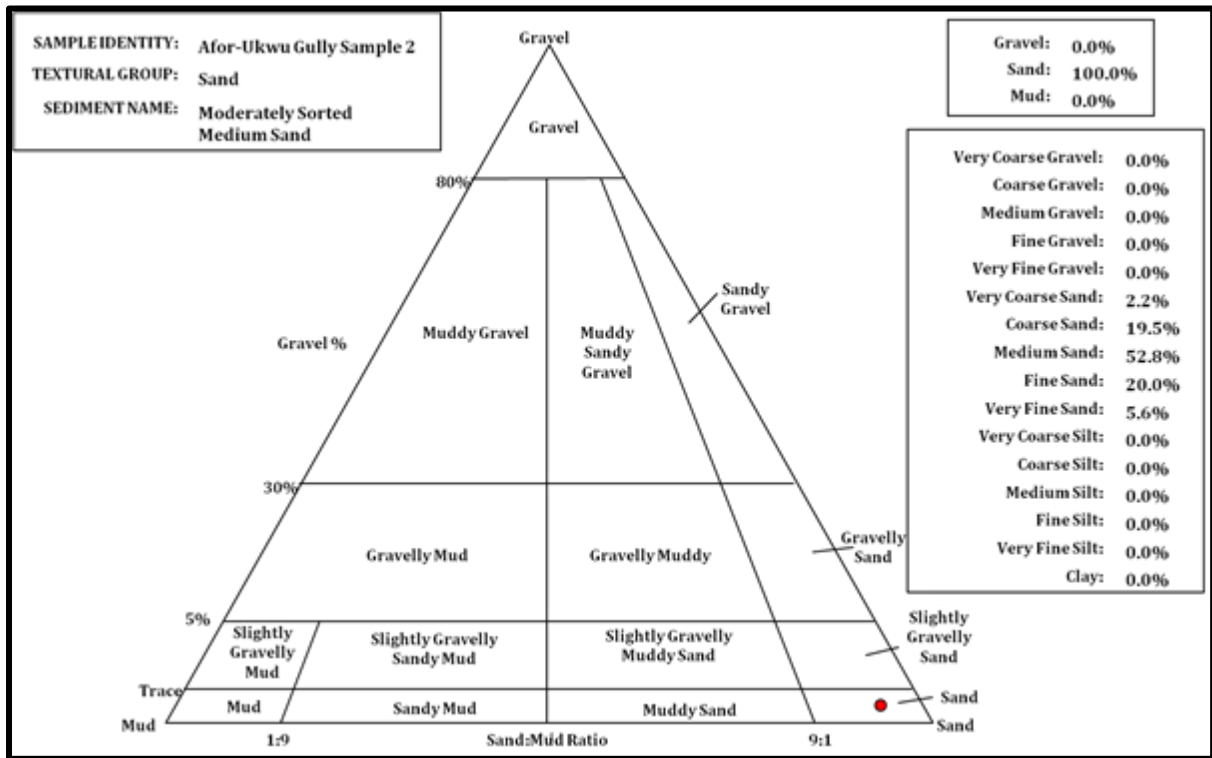 SAMPLE IDENTITY: Afor-Ukwu Gully Sample 2
TEXTURAL GROUP: Sand
SEDIMENT NAME: Moderately Sorted
Medium Sand
Gravel: 0.0%
Sand: 100.0%
Mud: 0.0%
Very Coarse Gravel: 0.0%
Coarse Gravel: 0.0%
Medium Gravel: 0.0%
Fine Gravel: 0.0%
Very Fine Gravel: 0.0%
Very Coarse Sand: 2.2%
Coarse Sand: 19.5%
Medium Sand: 52.8%
Fine Sand: 20.0%
Very Fine Sand: 5.6%
Very Coarse Silt: 0.0%
Coarse Silt: 0.0%
Medium Silt: 0.0%
Fine Silt: 0.0%
Very Fine Silt: 0.0%
Clay: 0.0%
Gravel
Gravel
80%
Sandy
Gravel
Gravel %
Muddy Gravel
Muddy
Sandy
Gravel
30%
Gravelly Mud
Gravelly Muddy
Gravelly
Sand
5%
Slightly
Gravelly
Mud
Slightly Gravelly
Sandy Mud
Slightly Gravelly
Muddy Sand
Slightly
Gravelly
Sand
Trace
Mud
Sandy Mud
Muddy Sand
Sand
Mud
Sand
1:9
Sand:Mud Ratio
9:1